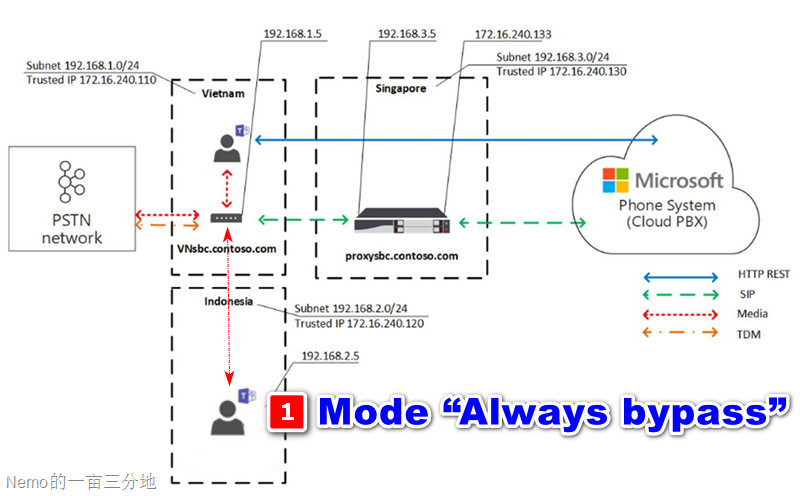 192.168.1.5
192.168.3.5
172.16.240.133
Subnet 192.168.1.0/24
Trusted IP 172.16.240.110
Subnet 192.168.3.0/24
Trusted IP 172.16.240.130
Vietnam
Singapore
PSTN
network
Microsoft
Phone System
(Cloud PBX)
VNsbc.contoso.com
proxysbc.contoso.com
HTTP REST
SIP
Media
TDM
Indonesia
Subnet 192.168.2.0/24
Trusted IP 172.16.240.120
192.168.2.5
1 Mode “Always bypass”
Nemo的一亩三分地